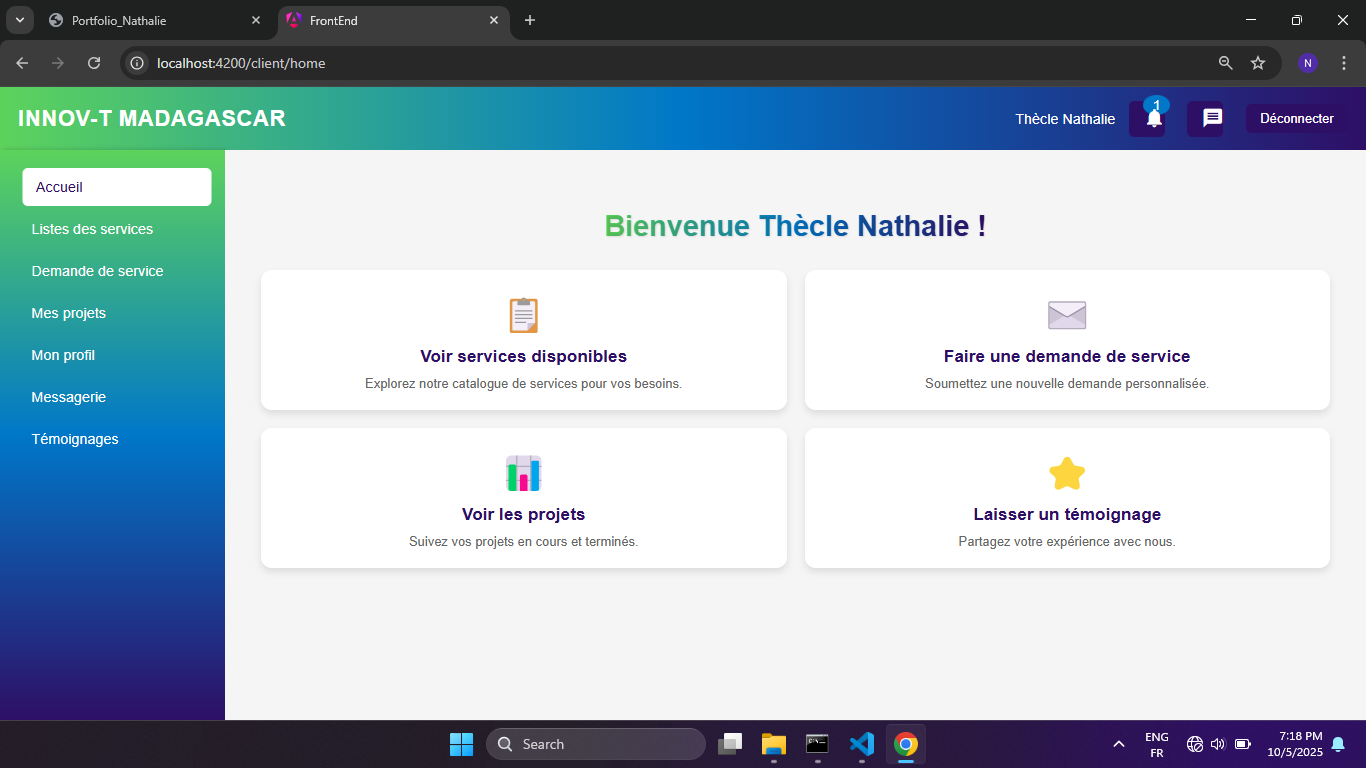 Portfolio_Nathalie
FrontEnd
localhost:4200/client/home
N
INNOV-T MADAGASCAR
Thècle Nathalie
1
Déconnecter
Accueil
Listes des services
Demande de service
Mes projets
Mon profil
Messagerie
Témoignages
Bienvenue Thècle Nathalie !
Voir services disponibles
Explorez notre catalogue de services pour vos besoins.
Faire une demande de service
Soumettez une nouvelle demande personnalisée.
Voir les projets
Suivez vos projets en cours et terminés.
Laisser un témoignage
Partagez votre expérience avec nous.
Search
ENG
FR
7:18 PM
10/5/2025